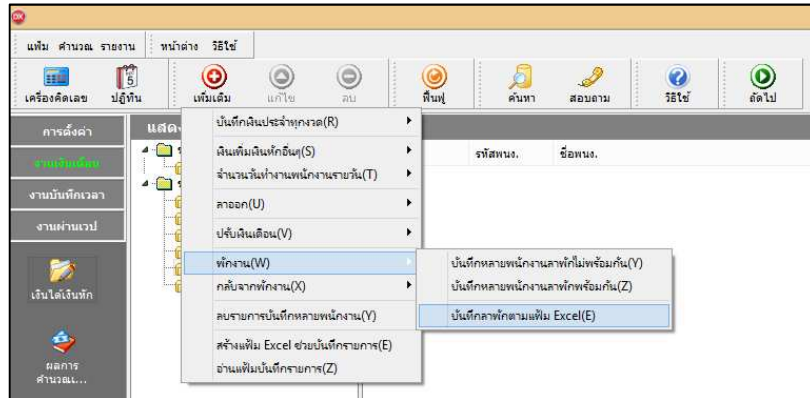 แฟ้ม คำนวณ รายงาน หน้าต่าง วิธีใช้
5
เครื่องคิดเลข ปฏิทิน เพิ่มเติม แก้ไข ลบ ฟื้นฟู ค้นหา สอบถาม วิธีใช้ ถัดไป
การตั้งค่า
งานเงินเดือน
งานบันทึกเวลา
งานผ่านเวป
เงินได้เงินหัก
ผลการ
คำนวณ...
แสดง
รหัสพนง. ชื่อพนง.
บันทึกเงินประจำทุกงวด(R)
เงินเพิ่มเงินหักอื่นๆ(S)
จำนวนวันทำงานพนักงานรายวัน(T)
ลาออก(U)
ปรับเงินเดือน(V)
พักงาน(W)
กลับจากพักงาน(X)
ลบรายการบันทึกหลายพนักงาน(Y)
สร้างแฟ้ม Excel ช่วยบันทึกรายการ(E)
อ่านแฟ้มบันทึกรายการ(Z)
บันทึกหลายพนักงานลาพักไม่พร้อมกัน(Y)
บันทึกหลายพนักงานลาพักพร้อมกัน(Z)
บันทึกลาพักตามแฟ้ม Excel(E)